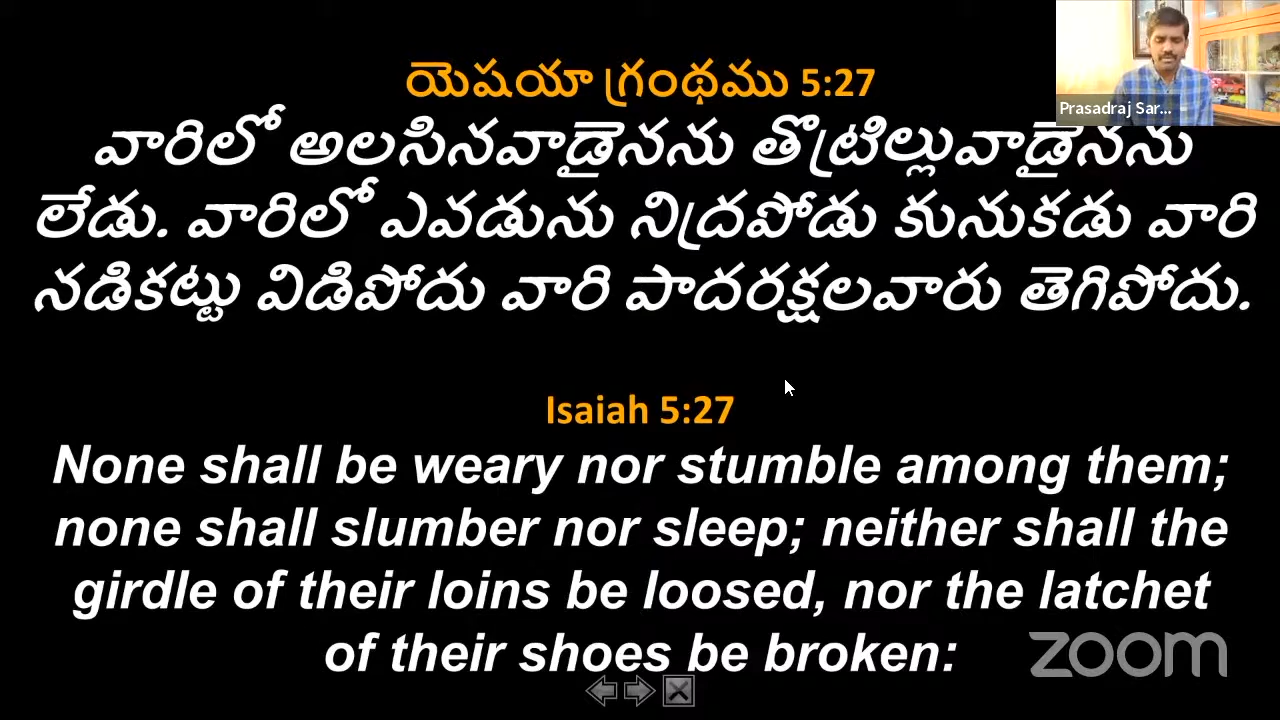 యెషయా గ్రంథము 5:27
Prasadraj Sar...
వారిలో అలసినవాడైనను తొట్రిల్లువాడైనను
లేడు. వారిలో ఎవడును నిద్రపోడు కునుకడు వారి
నడికట్టు విడిపోదు వారి పాదరక్షలవారు తెగిపోదు.
Isaiah 5:27
None shall be weary nor stumble among them;
none shall slumber nor sleep; neither shall the
girdle of their loins be loosed, nor the latchet
of their shoes be broken:
zoom